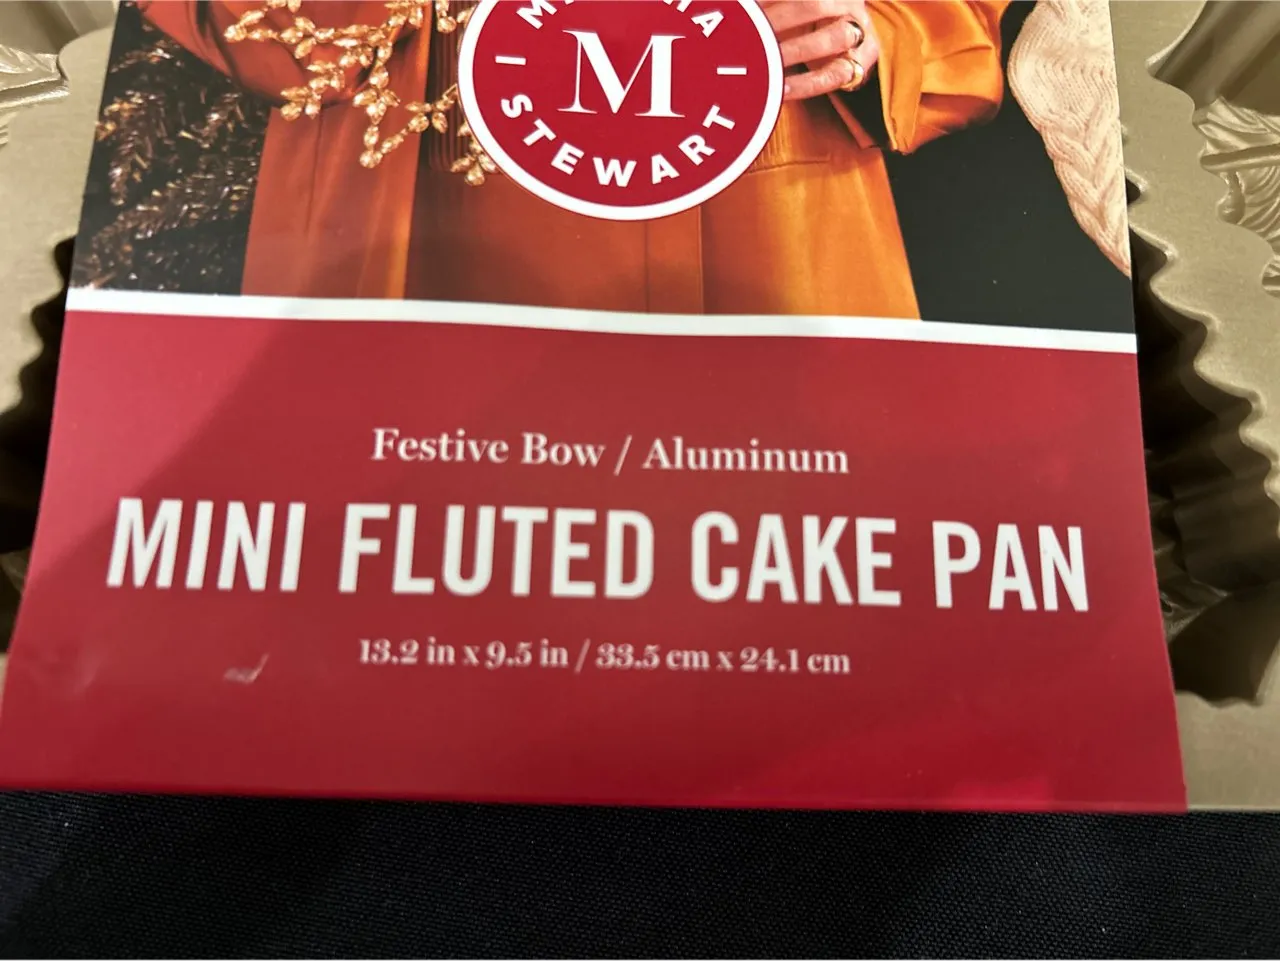 M
STEWART
Festive Bow / Aluminum
MINI FLUTED CAKE PAN
13.2 in x 9.5 in / 33.5 cm x 24.1 cm